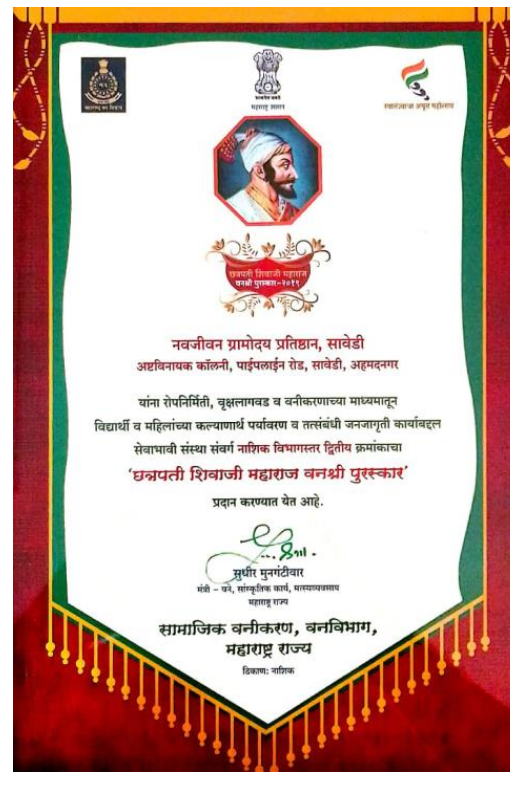 महाराष्ट्र शासन
स्वातंत्र्याचा अमृत महोत्सव
छत्रपती शिवाजी महाराज
वनश्री पुरस्कार-२०१९
नवजीवन ग्रामोदय प्रतिष्ठान, सावेडी
अष्टविनायक कॉलनी, पाईपलाईन रोड, सावेडी, अहमदनगर
यांना रोपनिर्मिती, वृक्षलागवड व वनीकरणाच्या माध्यमातून
विद्यार्थी व महिलांच्या कल्याणार्थ पर्यावरण व तत्संबंधी जनजागृती कार्याबद्दल
सेवाभावी संस्था संवर्ग नाशिक विभागस्तर द्वितीय क्रमांकाचा
'छत्रपती शिवाजी महाराज वनश्री पुरस्कार'
प्रदान करण्यात येत आहे.
सुधीर मुनगंटीवार
मंत्री - वने, सांस्कृतिक कार्य, मत्स्यव्यवसाय
महाराष्ट्र राज्य
सामाजिक वनीकरण, वनविभाग,
महाराष्ट्र राज्य
ठिकाण: नाशिक